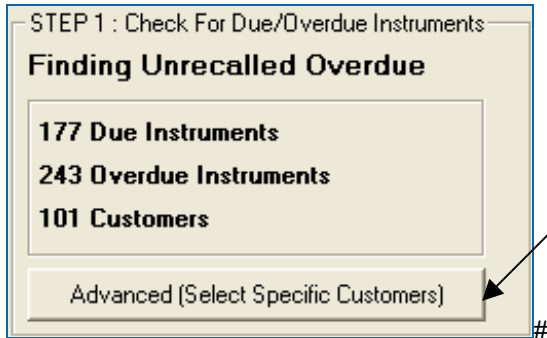 STEP 1 : Check For Due/Overdue Instruments
Finding Unrecalled Overdue
177 Due Instruments
243 Overdue Instruments
101 Customers
Advanced (Select Specific Customers)
#